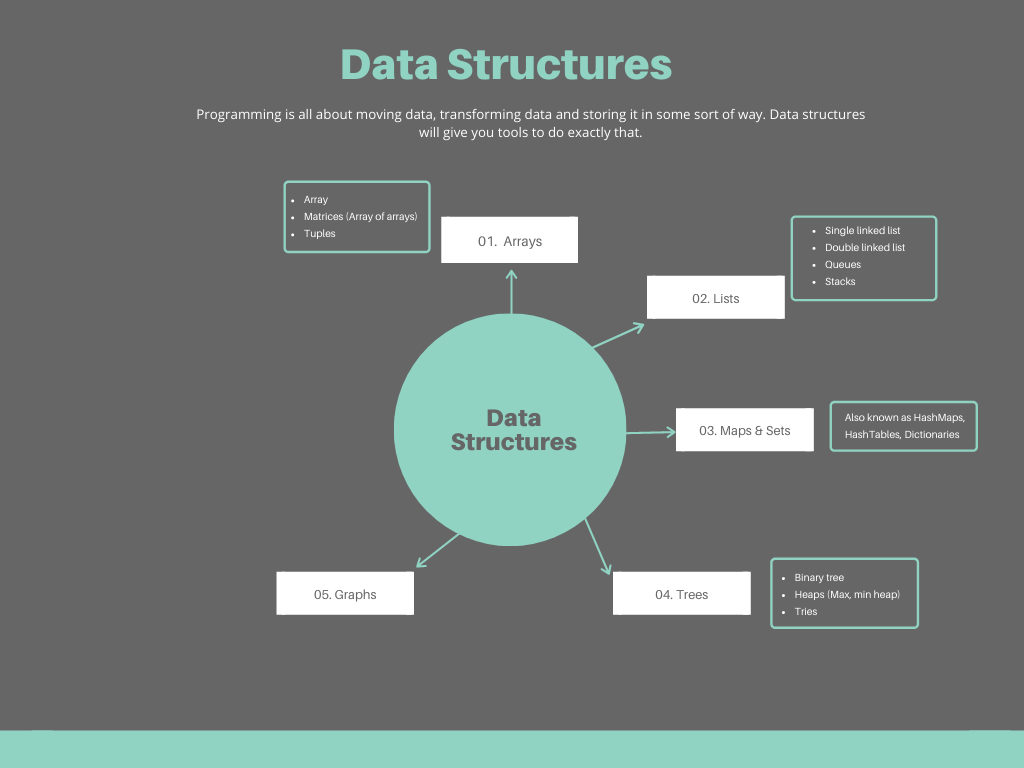 Data Structures
Programming is all about moving data, transforming data and storing it in some sort of way. Data structures
will give you tools to do exactly that.
• Array
• Matrices (Array of arrays)
• Tuples
01. Arrays
• Single linked list
• Double linked list
• Queues
• Stacks
02. Lists
Data
Structures
03. Maps & Sets
Also known as HashMaps,
HashTables, Dictionaries
05. Graphs
04. Trees
• Binary tree
• Heaps (Max, min heap)
• Tries